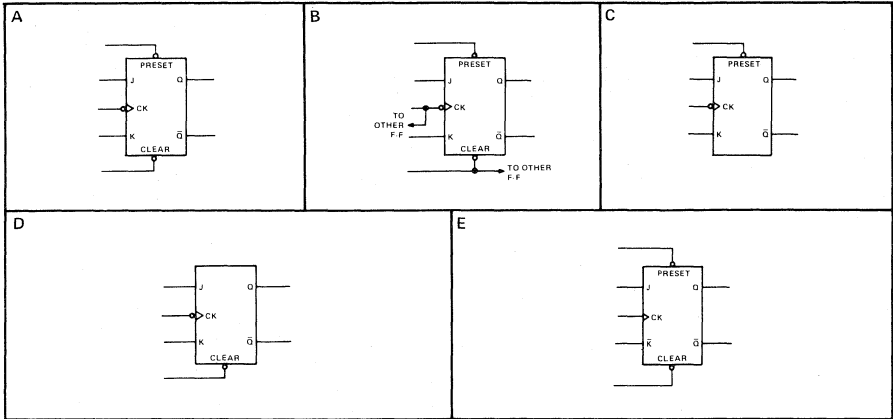 A
PRESET
J Q
CK
K Q̄
CLEAR
B
PRESET
J Q
CK
TO
OTHER
F-F
K Q̄
CLEAR
TO OTHER
F-F
C
PRESET
J Q
CK
K Q̄
D
J Q
CK
K Q̄
CLEAR
E
PRESET
J Q
CK
K̄ Q̄
CLEAR